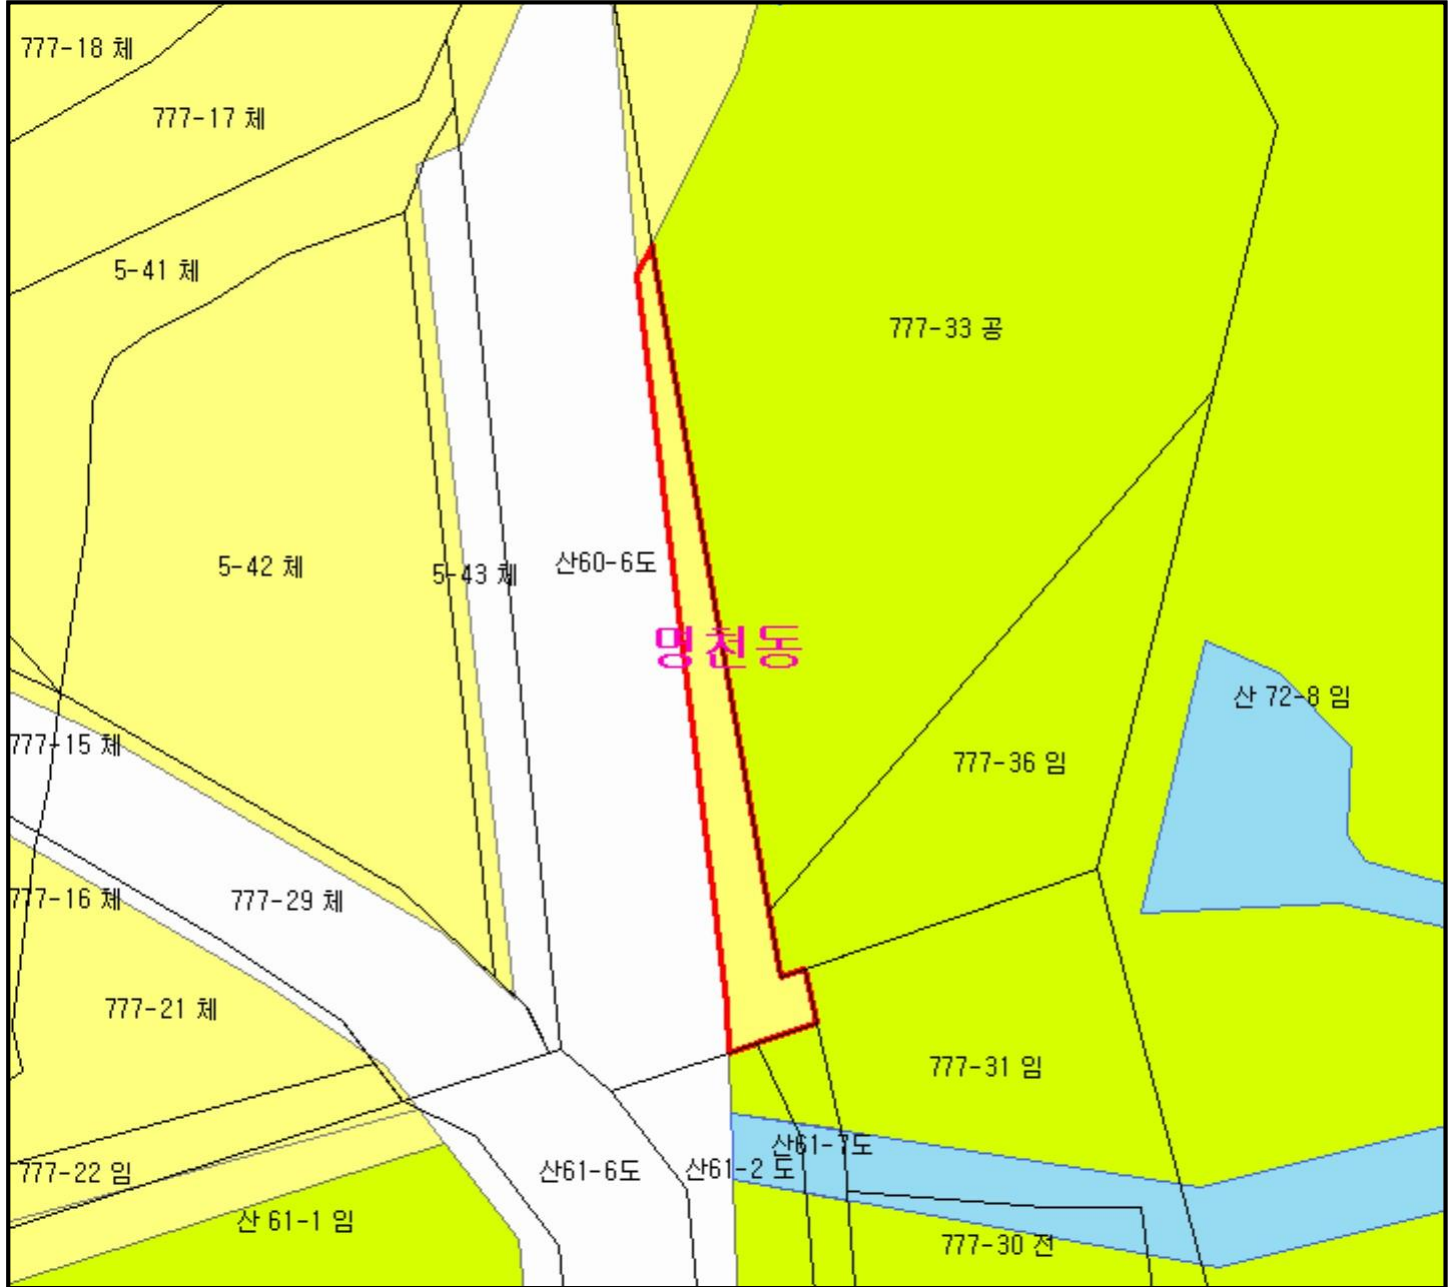 777-18 체
777-17 체
5-41 체
777-33 공
5-42 체
5-43 체
산60-6도
명천동
산 72-8 임
777-15 체
777-36 임
777-16 체
777-29 체
777-21 체
777-31 임
산61-7도
777-22 임
산61-6도
산61-2 도
산 61-1 임
777-30 전